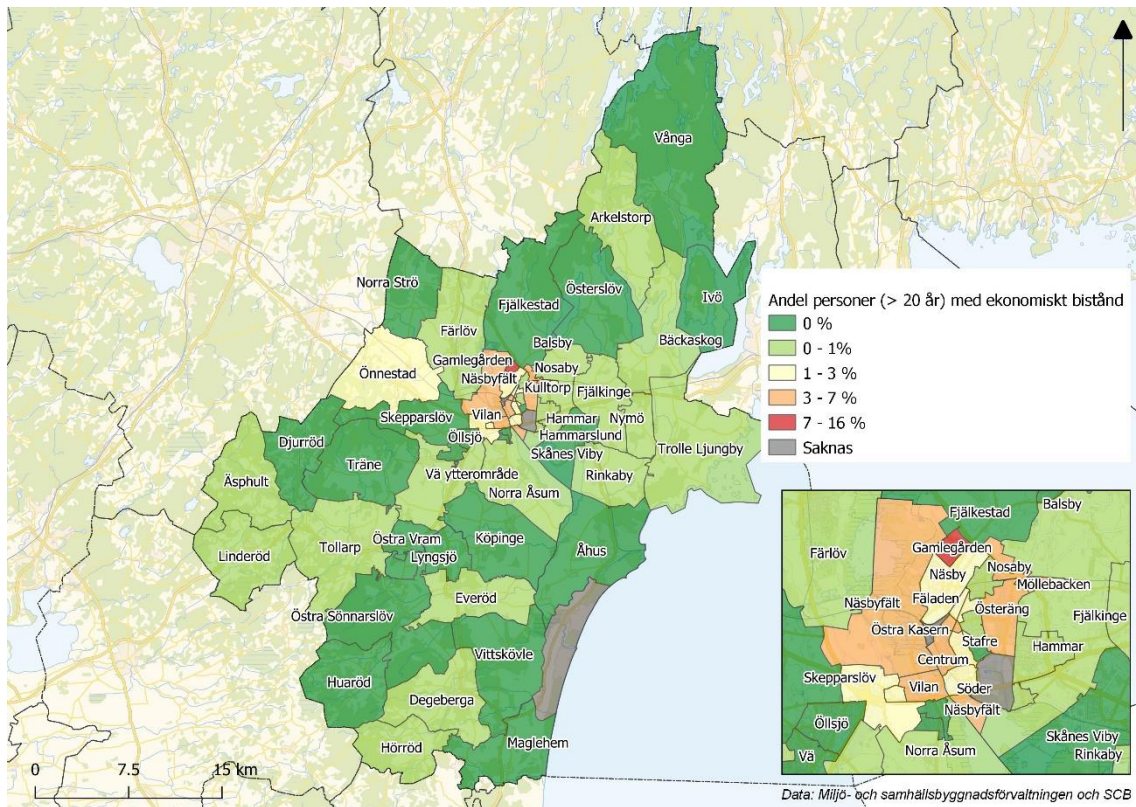 Vånga
Arkelstorp
Norra Strö
Österslöv
Ivö
Fjälkestad
Färlöv
Balsby
Bäckaskog
Gamlegården
Nosaby
Önnestad
Näsbyfält
Kulltorp
Fjälkinge
Skepparslöv
Vilan
Hammar
Nymö
Djurröd
Öllsjö
Hammarslund
Träne
Skånes Viby
Trolle Ljungby
Äsphult
Vä ytterområde
Rinkaby
Norra Åsum
Linderöd
Tollarp
Östra Vram
Köpinge
Åhus
Lyngsjö
Everöd
Östra Sönnarslöv
Vittskövle
Huaröd
Degeberga
Hörröd
Maglehem
0 7.5 15 km
Andel personer (> 20 år) med ekonomiskt bistånd
0 %
0 - 1%
1 - 3 %
3 - 7 %
7 - 16 %
Saknas
Fjälkestad
Balsby
Färlöv
Gamlegården
Nosaby
Näsby
Möllebacken
Näsbyfält
Fäladen
Österäng
Fjälkinge
Östra Kasern
Stafre
Hammar
Centrum
Skepparslöv
Vilan
Söder
Näsbyfält
Öllsjö
Skånes Viby
Vä
Norra Åsum
Rinkaby
Data: Miljö- och samhällsbyggnadsförvaltningen och SCB